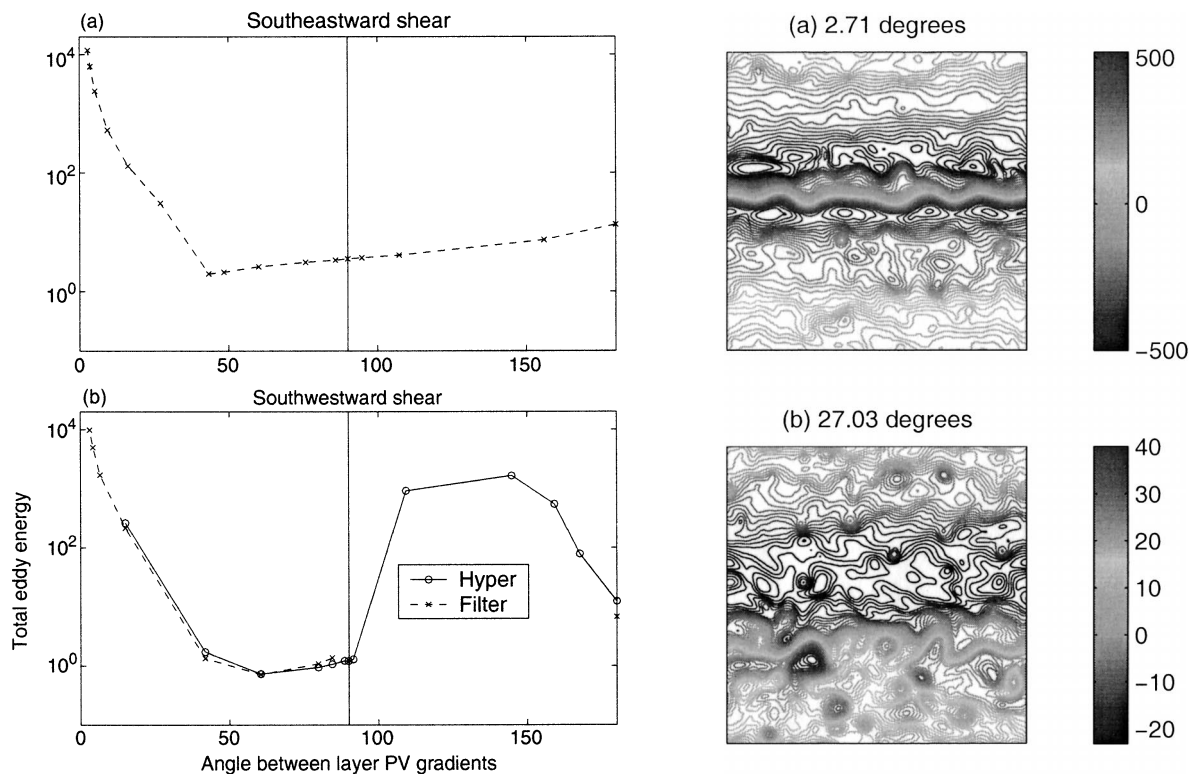 (a)
Southeastward shear
10^4
10^2
10^0
0
50
100
150
(b)
Southwestward shear
10^4
10^2
10^0
Total eddy energy
Hyper
Filter
0
50
100
150
Angle between layer PV gradients
(a) 2.71 degrees
500
0
-500
(b) 27.03 degrees
40
30
20
10
0
-10
-20